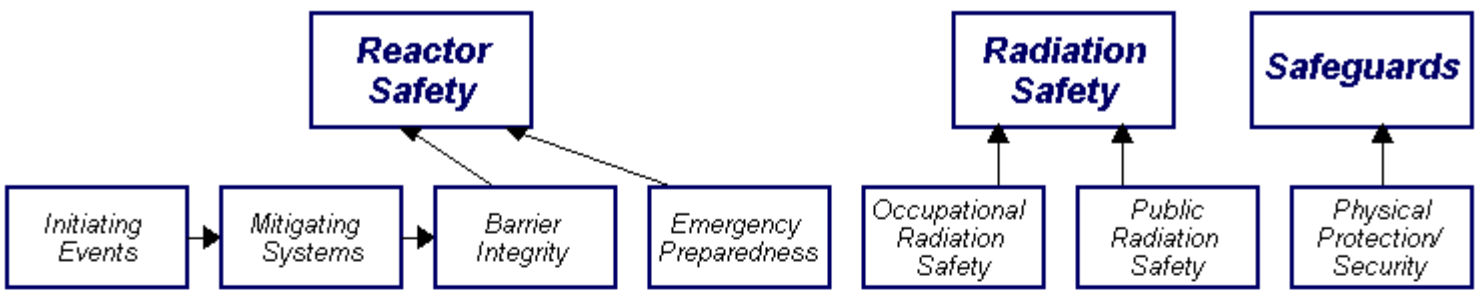 Reactor
Safety
Radiation
Safety
Safeguards
Initiating
Events
Mitigating
Systems
Barrier
Integrity
Emergency
Preparedness
Occupational
Radiation
Safety
Public
Radiation
Safety
Physical
Protection/
Security